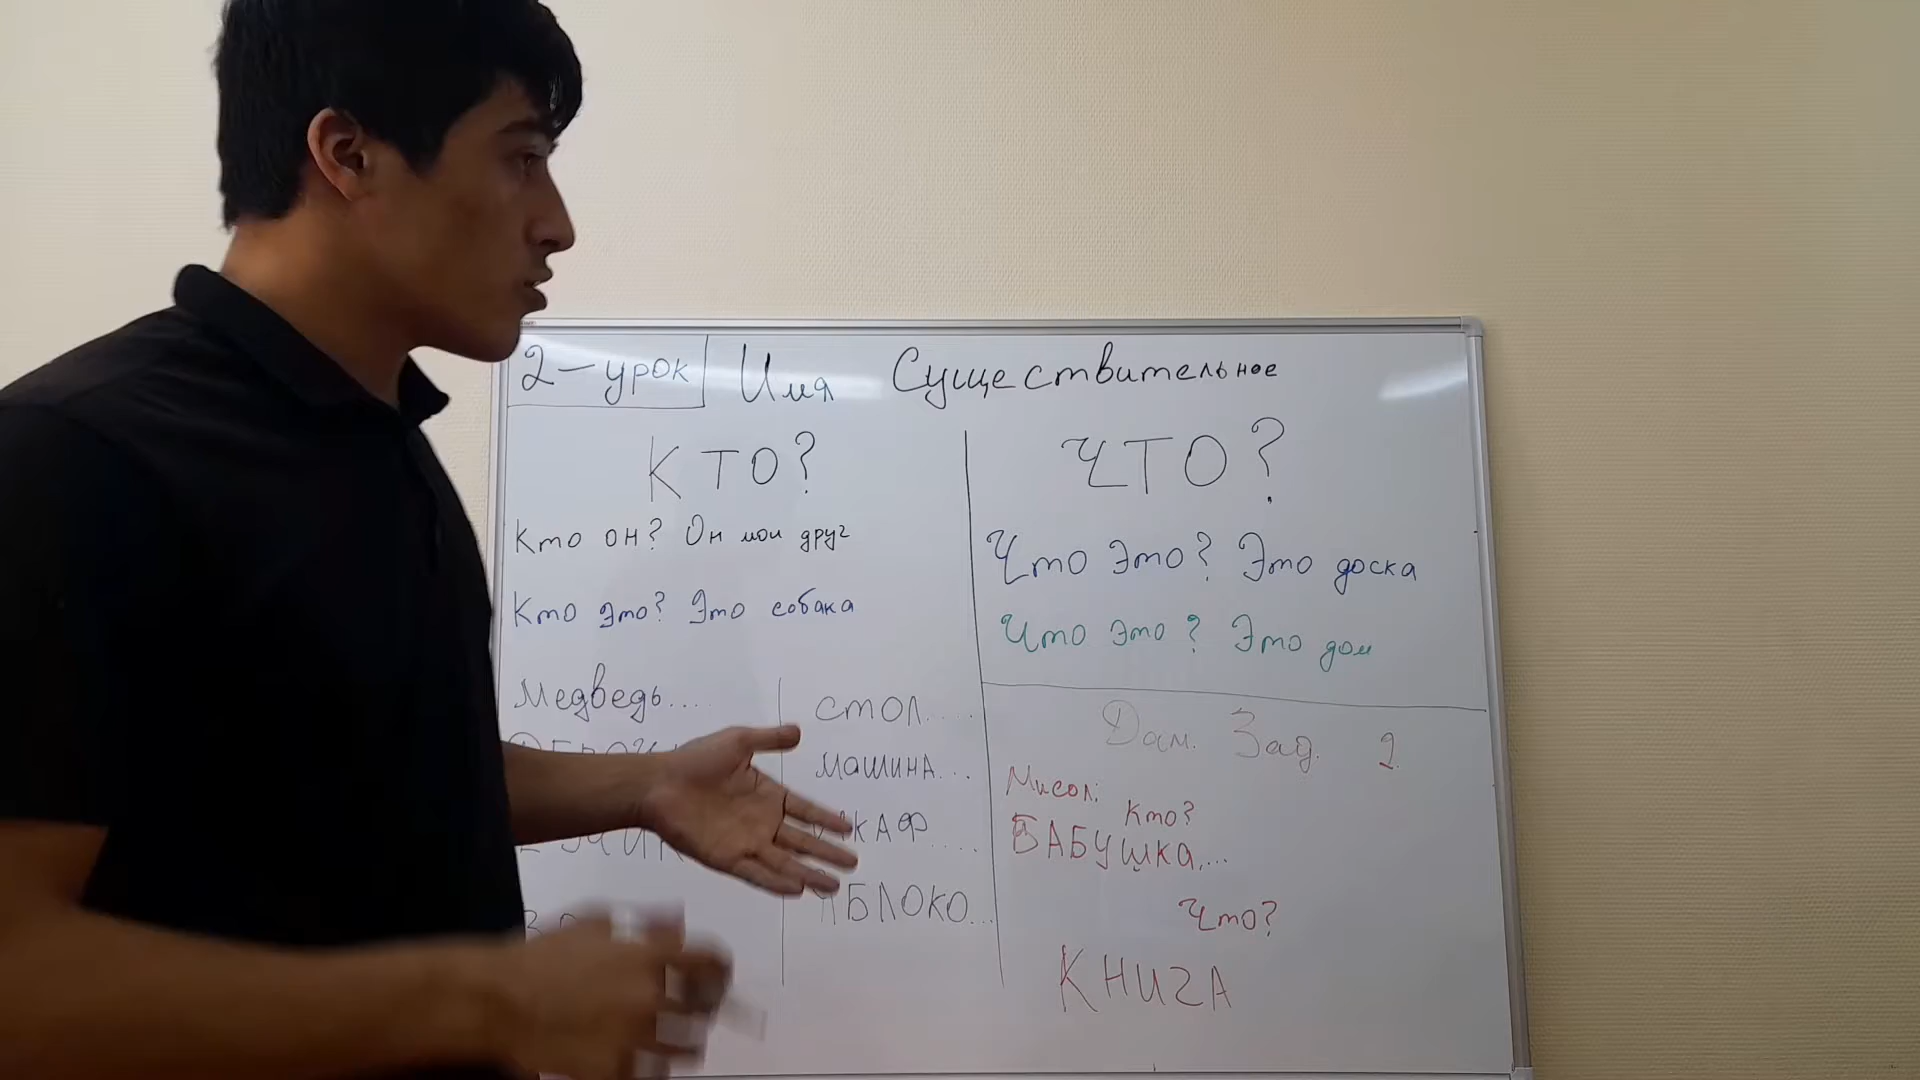 2-урок Имя Существительное
КТО?
Кто он? Он мои друг
Кто это? Это собака
Медведь....
стол.....
машина...
ЯБЛОКО...
ЧТО?
Что это? Это доска
Что это? Это дом
Дом. Зад. 2
Мисол:
Кто?
БАБУШКА,...
Что?
КНИГА